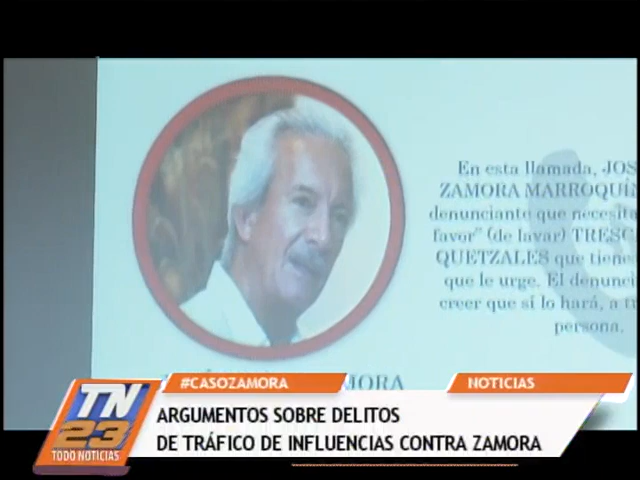 En esta llamada, JOS
ZAMORA MARROQUÍ
denunciante que necesita
favor" (de lavar) TRESC
QUETZALES que tiene
que le urge. El denunci
creer que sí lo hará, a t
persona.
MORA
#CASOZAMORA
NOTICIAS
ARGUMENTOS SOBRE DELITOS
DE TRÁFICO DE INFLUENCIAS CONTRA ZAMORA
TN
23
TODO NOTICIAS